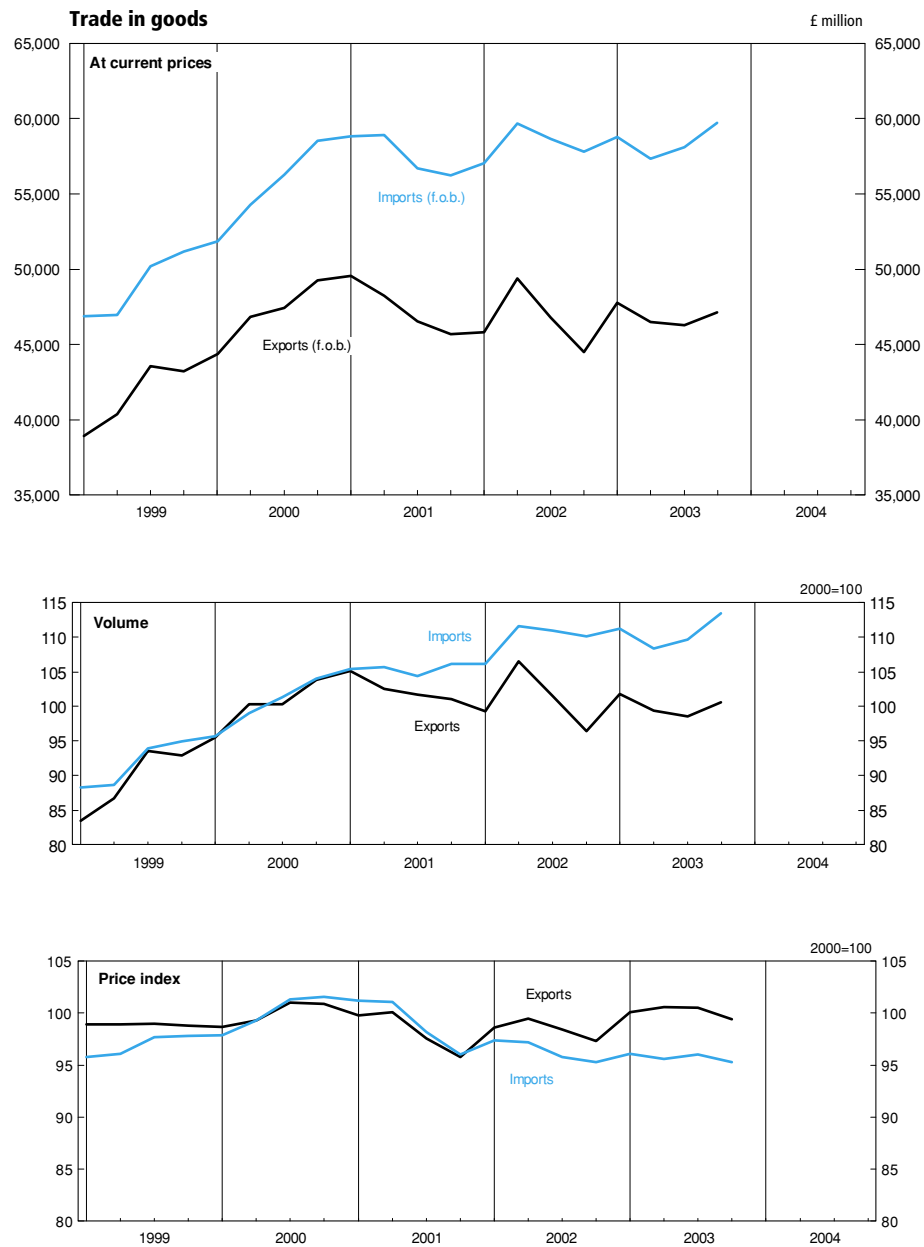 Trade in goods £ million
65,000 65,000
At current prices
60,000 60,000
55,000 55,000
Imports (f.o.b.)
50,000 50,000
45,000 45,000
Exports (f.o.b.)
40,000 40,000
35,000 35,000
1999 2000 2001 2002 2003 2004
2000=100
115 115
Volume
Imports
110 110
105 105
100 100
Exports
95 95
90 90
85 85
80 80
1999 2000 2001 2002 2003 2004
2000=100
105 105
Price index
Exports
100 100
95 95
Imports
90 90
85 85
80 80
1999 2000 2001 2002 2003 2004